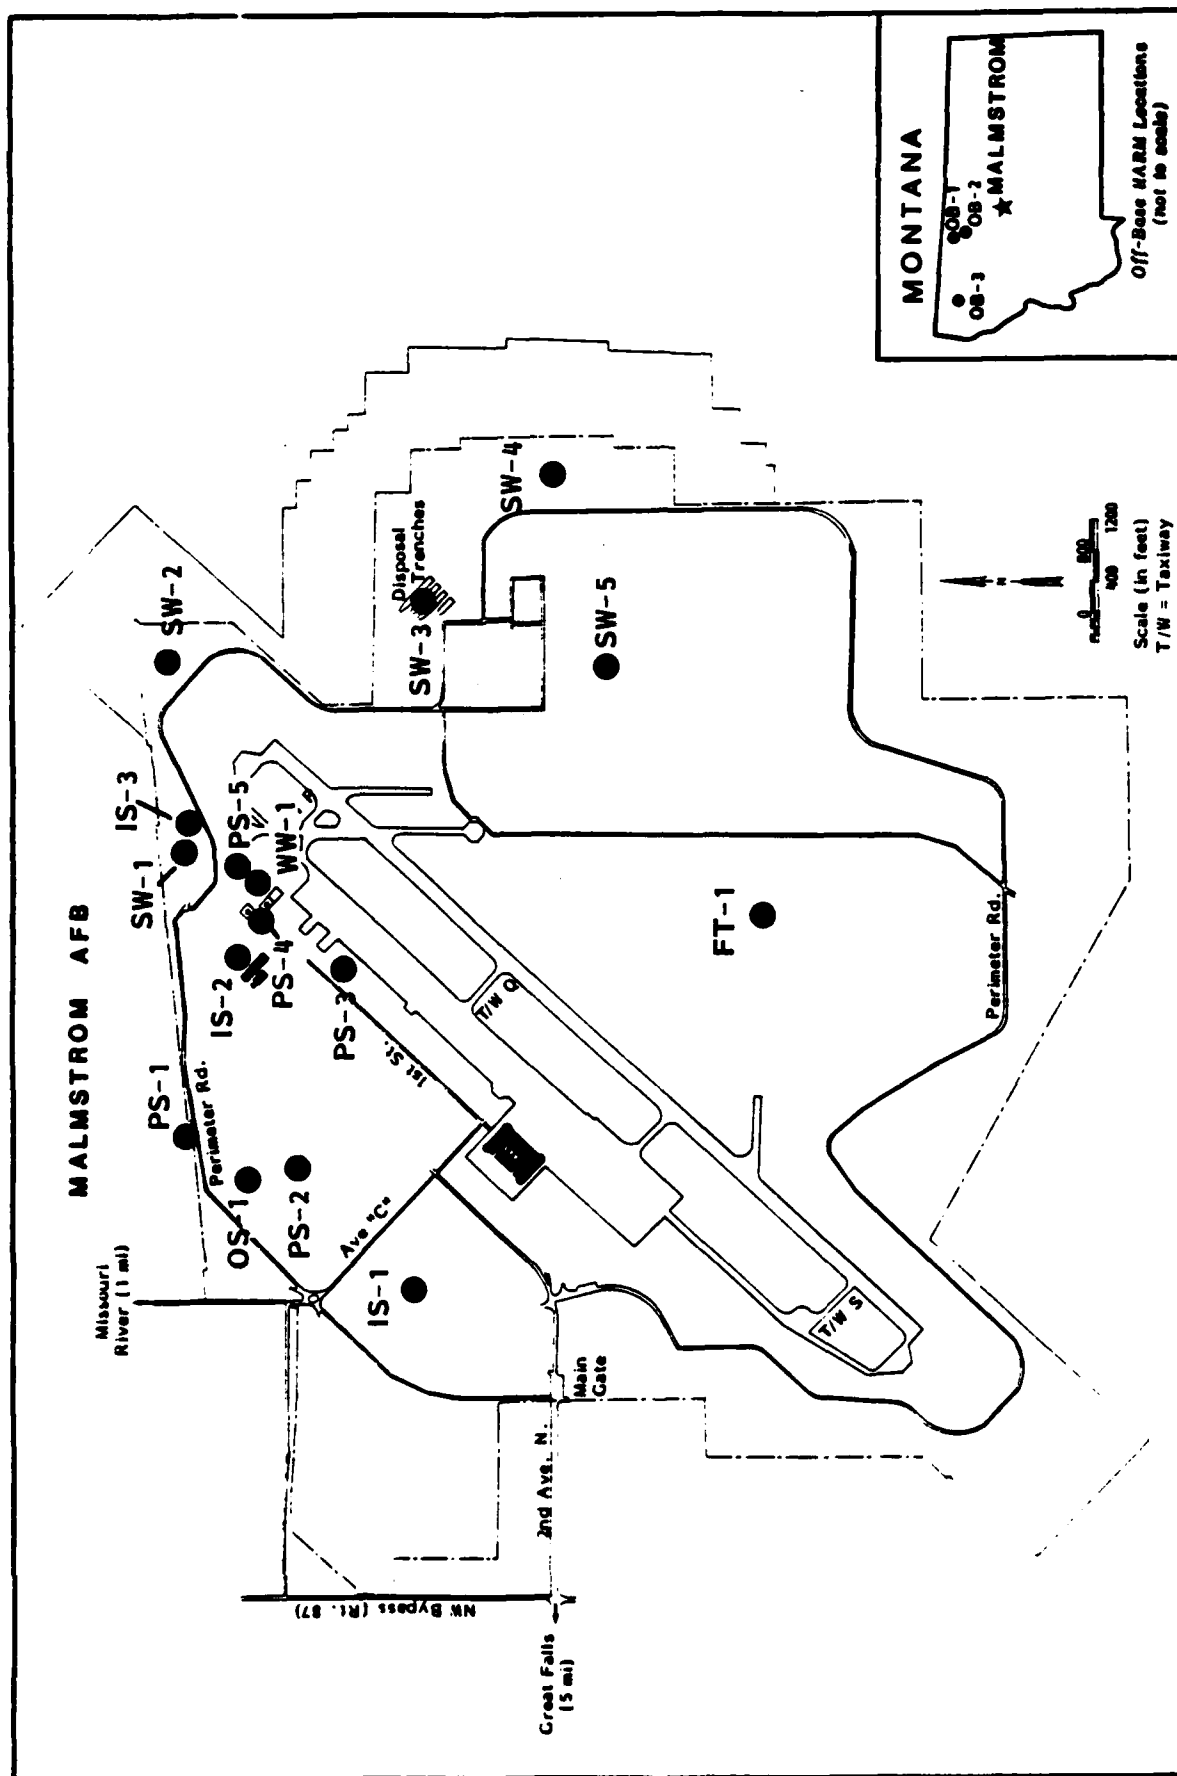 MALMSTROM AFB
Missouri
River (1 mi)
PS-1
Perimeter Rd.
OS-1
PS-2
Ave "C"
IS-1
IS-2
PS-4
PS-3
1st St.
SW-1
IS-3
PS-5
WW-1
SW-2
Disposal
Trenches
SW-3
SW-4
SW-5
FT-1
T/W Q
T/W S
Perimeter Rd.
Main
Gate
2nd Ave. N.
NW Bypass (Rt. 87)
Great Falls
(5 mi)
N
0 400 800 1200
Scale (in feet)
T/W = Taxiway
MONTANA
OB-1
OB-2
OB-3
MALMSTROM
Off-Base HARM Locations
(not to scale)